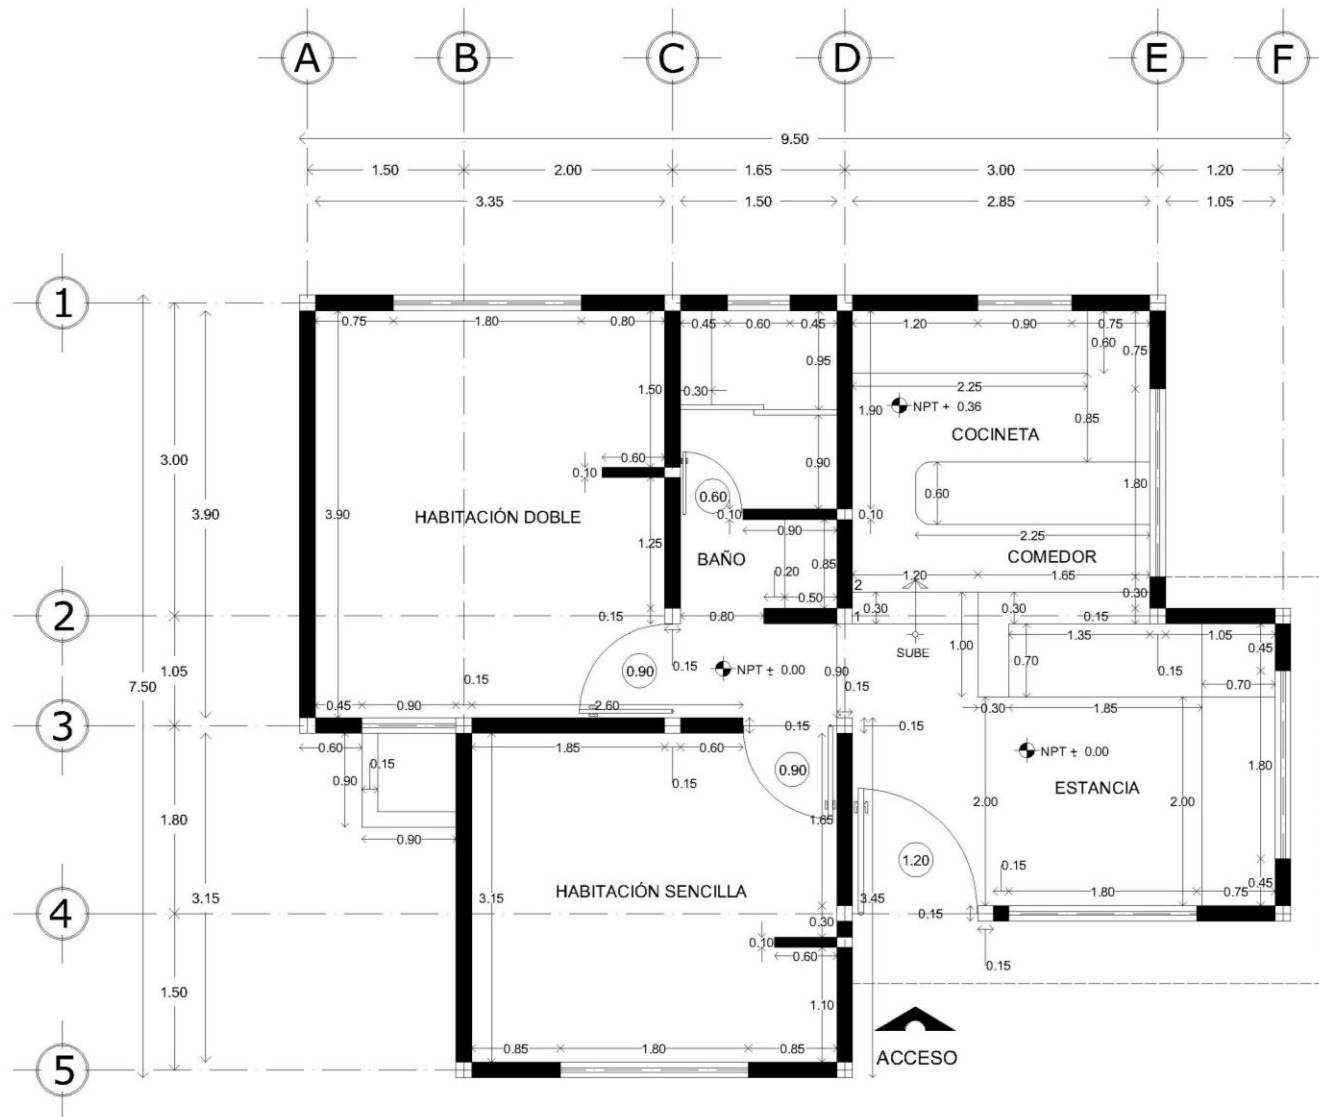 A B C D E F
9.50
1.50 2.00 1.65 3.00 1.20
3.35 1.50 2.85 1.05
1
0.75 1.80 0.80 0.45 0.60 0.45 1.20 0.90 0.75
0.60 0.75
0.95
1.50 0.30 2.25
1.90 NPT + 0.36 0.85
COCINETA
3.00
0.60 0.90
0.10 1.80
0.60 0.60
3.90 3.90 HABITACIÓN DOBLE 0.10 0.10
0.90 2.25
1.25 BAÑO 0.85 COMEDOR
0.20 1.20 1.65
2 0.30
0.50
2 0.15 0.80 1 0.30 0.30 0.15
1.35 1.05 0.45
SUBE
1.05 0.90 0.15 NPT ± 0.00 0.90 1.00 0.70 0.15
7.50 0.15 0.15 0.70
0.45 0.90 2.60 0.30 1.85
3 0.15 0.15
0.60 1.85 0.60 NPT ± 0.00
0.15 0.90 0.15 0.90 1.80
ESTANCIA
1.80 1.65 2.00 2.00
0.90
1.20
0.15 0.45
3.15 3.15 HABITACIÓN SENCILLA 3.45 1.80 0.75
4 0.30 0.15
0.10
0.60 0.15
1.50 1.10
0.85 1.80 0.85 ACCESO
5